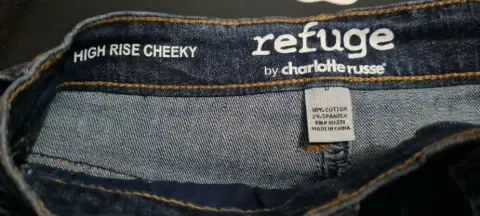 HIGH RISE CHEEKY
refuge
by charlotte russe
98% COTTON
2% SPANDEX
MADE IN CHINA